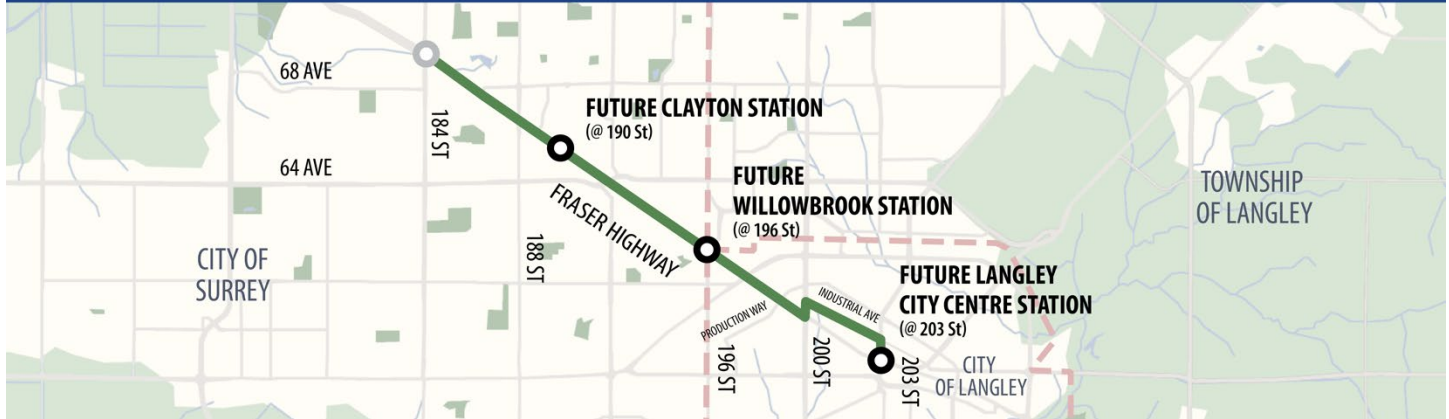 68 AVE
184 ST
FUTURE CLAYTON STATION
(@ 190 St)
64 AVE
FUTURE
WILLOWBROOK STATION
(@ 196 St)
TOWNSHIP
OF LANGLEY
FRASER HIGHWAY
188 ST
CITY OF
SURREY
FUTURE LANGLEY
CITY CENTRE STATION
(@ 203 St)
INDUSTRIAL AVE
PRODUCTION WAY
196 ST
200 ST
203 ST
CITY
OF LANGLEY